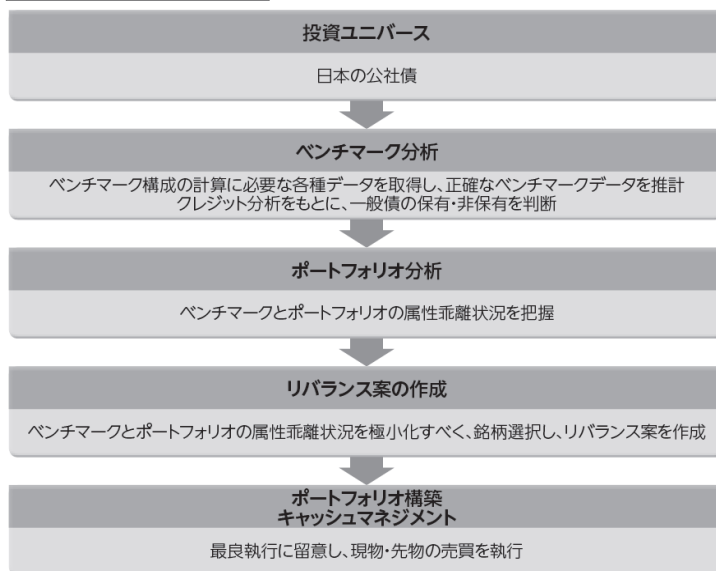 投資ユニバース
日本の公社債
ベンチマーク分析
ベンチマーク構成の計算に必要な各種データを取得し、正確なベンチマークデータを推計
クレジット分析をもとに、一般債の保有・非保有を判断
ポートフォリオ分析
ベンチマークとポートフォリオの属性乖離状況を把握
リバランス案の作成
ベンチマークとポートフォリオの属性乖離状況を極小化すべく、銘柄選択し、リバランス案を作成
ポートフォリオ構築
キャッシュマネジメント
最良執行に留意し、現物・先物の売買を執行